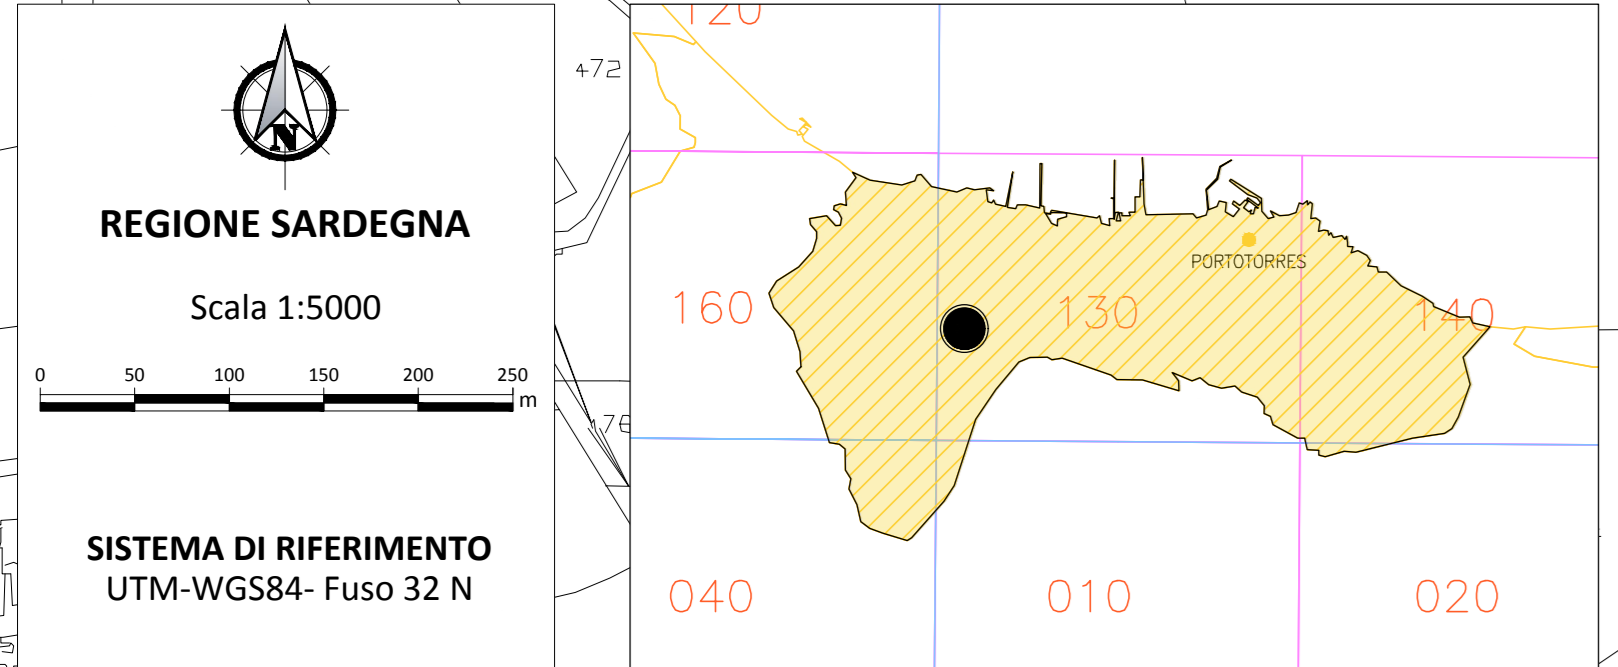 N
REGIONE SARDEGNA
Scala 1:5000
0 50 100 150 200 250
m
SISTEMA DI RIFERIMENTO
UTM-WGS84- Fuso 32 N
472
120
PORTOTORRES
160 130 140
040 010 020